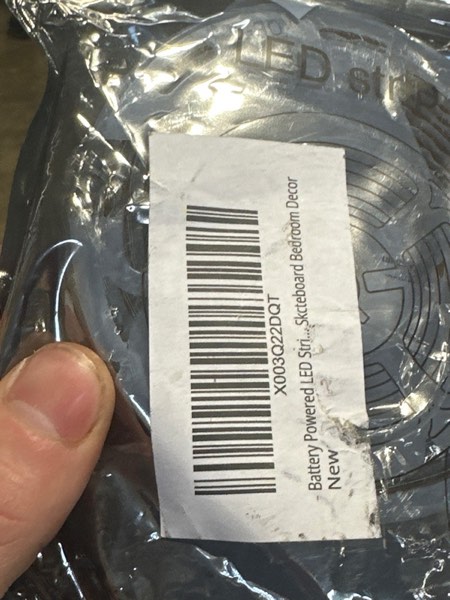 LED strip
X003Q22DQT
Battery Powered LED Stri... Skcteboard Bedroom Decor
New